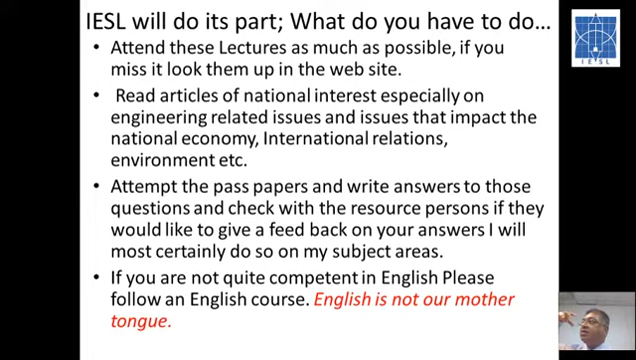 IESL will do its part; What do you have to do…
• Attend these Lectures as much as possible, if you
miss it look them up in the web site.
• Read articles of national interest especially on
engineering related issues and issues that impact the
national economy, International relations,
environment etc.
• Attempt the pass papers and write answers to those
questions and check with the resource persons if they
would like to give a feed back on your answers I will
most certainly do so on my subject areas.
• If you are not quite competent in English Please
follow an English course. English is not our mother
tongue.
I E S L